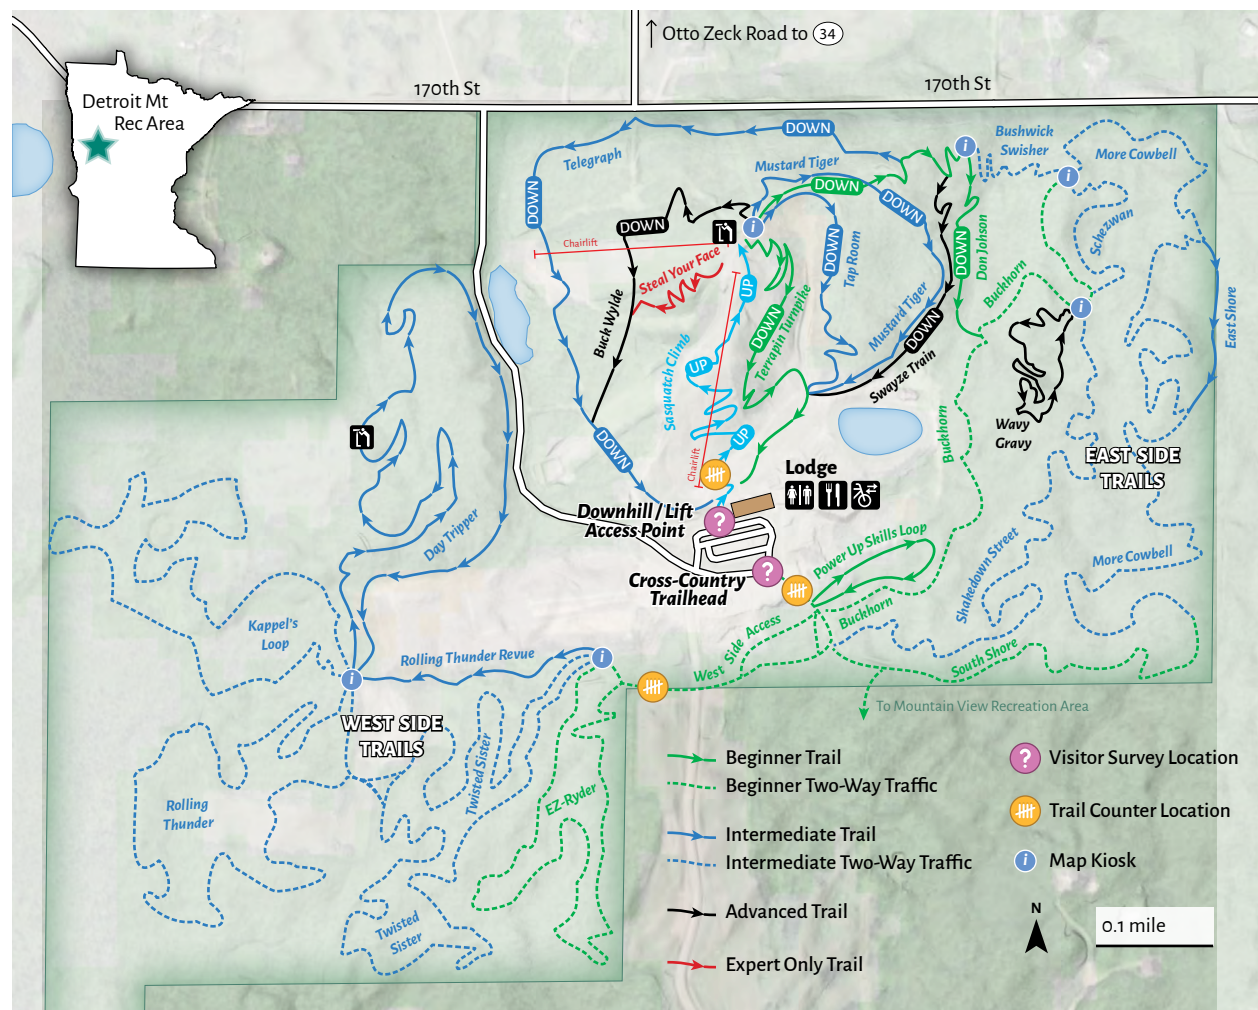 Otto Zeck Road to 34
170th St
170th St
Detroit Mt
Rec Area
DOWN
Telegraph
DOWN
Mustard Tiger
DOWN
Bushwick
Swisher
More Cowbell
i
i
DOWN
DOWN
i
Chairlift
Steal Your Face
DOWN
Tap Room
DOWN
Don Johson
Schezwan
Buckhorn
East Shore
UP
DOWN
Terrapin Turnpike
Mustard Tiger
DOWN
i
Buck Wylde
Sasquatch Climb
UP
Swayze Train
Wavy
Gravy
Buckhorn
DOWN
UP
Chairlift
EAST SIDE
TRAILS
Lodge
Downhill / Lift
Access Point
?
Day Tripper
Cross-Country
Trailhead
?
Power Up Skills Loop
Shakedown Street
More Cowbell
Buckhorn
Kappel's
Loop
Rolling Thunder Revue
i
i
West Side Access
South Shore
To Mountain View Recreation Area
WEST SIDE
TRAILS
Twisted Sister
EZ-Ryder
Rolling
Thunder
Twisted
Sister
Beginner Trail
Beginner Two-Way Traffic
Intermediate Trail
Intermediate Two-Way Traffic
Advanced Trail
Expert Only Trail
? Visitor Survey Location
Trail Counter Location
i Map Kiosk
N
0.1 mile